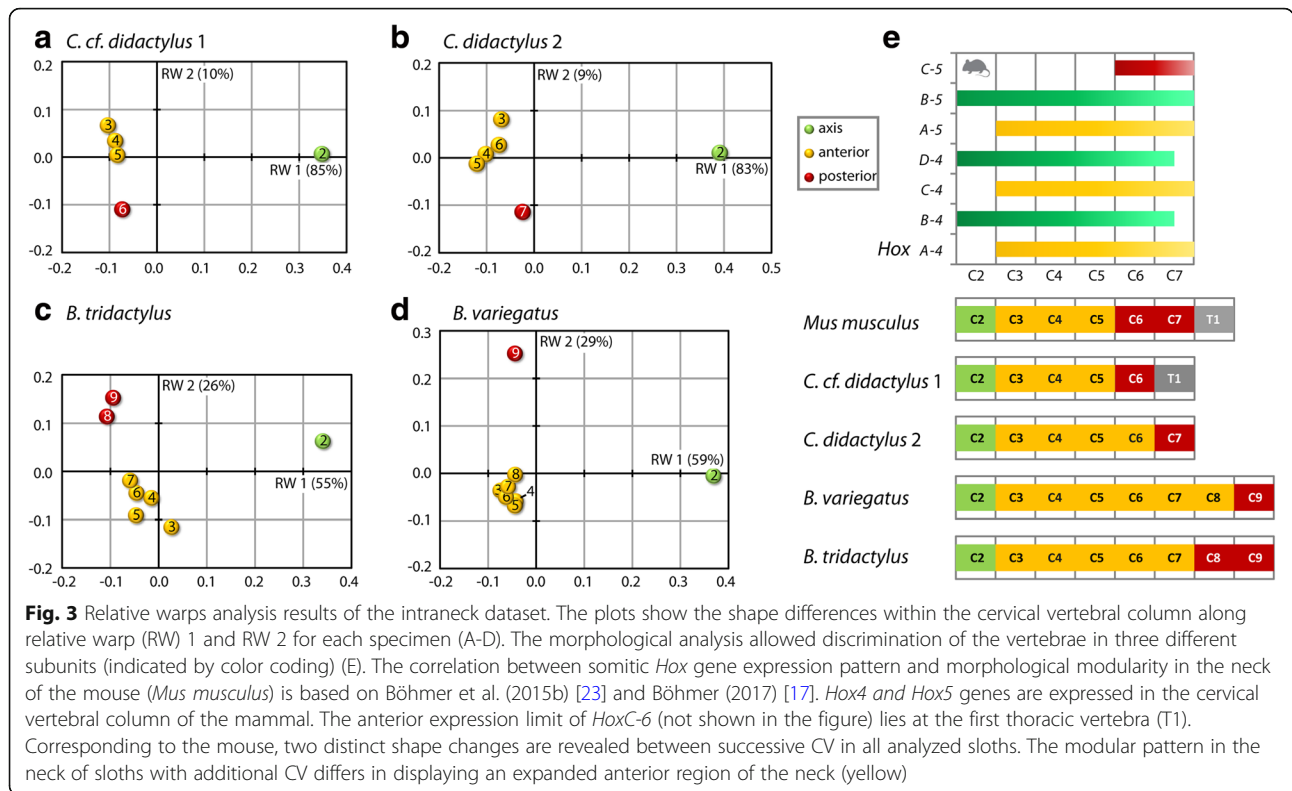 a C. cf. didactylus 1
0.2
0.1
0.0
-0.1
-0.2
RW 2 (10%)
RW 1 (85%)
3
4
5
6
2
-0.2 -0.1 0.0 0.1 0.2 0.3 0.4
b C. didactylus 2
0.2
0.1
0.0
-0.1
-0.2
RW 2 (9%)
RW 1 (83%)
3
6
4
5
7
2
-0.2 -0.1 0.0 0.1 0.2 0.3 0.4 0.5
axis
anterior
posterior
c B. tridactylus
0.2
0.1
0.0
-0.1
-0.2
RW 2 (26%)
RW 1 (55%)
9
8
7
6
4
5
3
2
-0.2 -0.1 0.0 0.1 0.2 0.3 0.4
d B. variegatus
0.3
0.2
0.1
0.0
-0.1
-0.2
RW 2 (29%)
RW 1 (59%)
9
8
7
3
6
4
5
2
-0.2 -0.1 0.0 0.1 0.2 0.3 0.4
e
C-5
B-5
A-5
D-4
C-4
B-4
Hox A-4
C2 C3 C4 C5 C6 C7
Mus musculus C2 C3 C4 C5 C6 C7 T1
C. cf. didactylus 1 C2 C3 C4 C5 C6 T1
C. didactylus 2 C2 C3 C4 C5 C6 C7
B. variegatus C2 C3 C4 C5 C6 C7 C8 C9
B. tridactylus C2 C3 C4 C5 C6 C7 C8 C9
Fig. 3 Relative warps analysis results of the intraneck dataset. The plots show the shape differences within the cervical vertebral column along
relative warp (RW) 1 and RW 2 for each specimen (A-D). The morphological analysis allowed discrimination of the vertebrae in three different
subunits (indicated by color coding) (E). The correlation between somitic Hox gene expression pattern and morphological modularity in the neck
of the mouse (Mus musculus) is based on Böhmer et al. (2015b) [23] and Böhmer (2017) [17]. Hox4 and Hox5 genes are expressed in the cervical
vertebral column of the mammal. The anterior expression limit of HoxC-6 (not shown in the figure) lies at the first thoracic vertebra (T1).
Corresponding to the mouse, two distinct shape changes are revealed between successive CV in all analyzed sloths. The modular pattern in the
neck of sloths with additional CV differs in displaying an expanded anterior region of the neck (yellow)